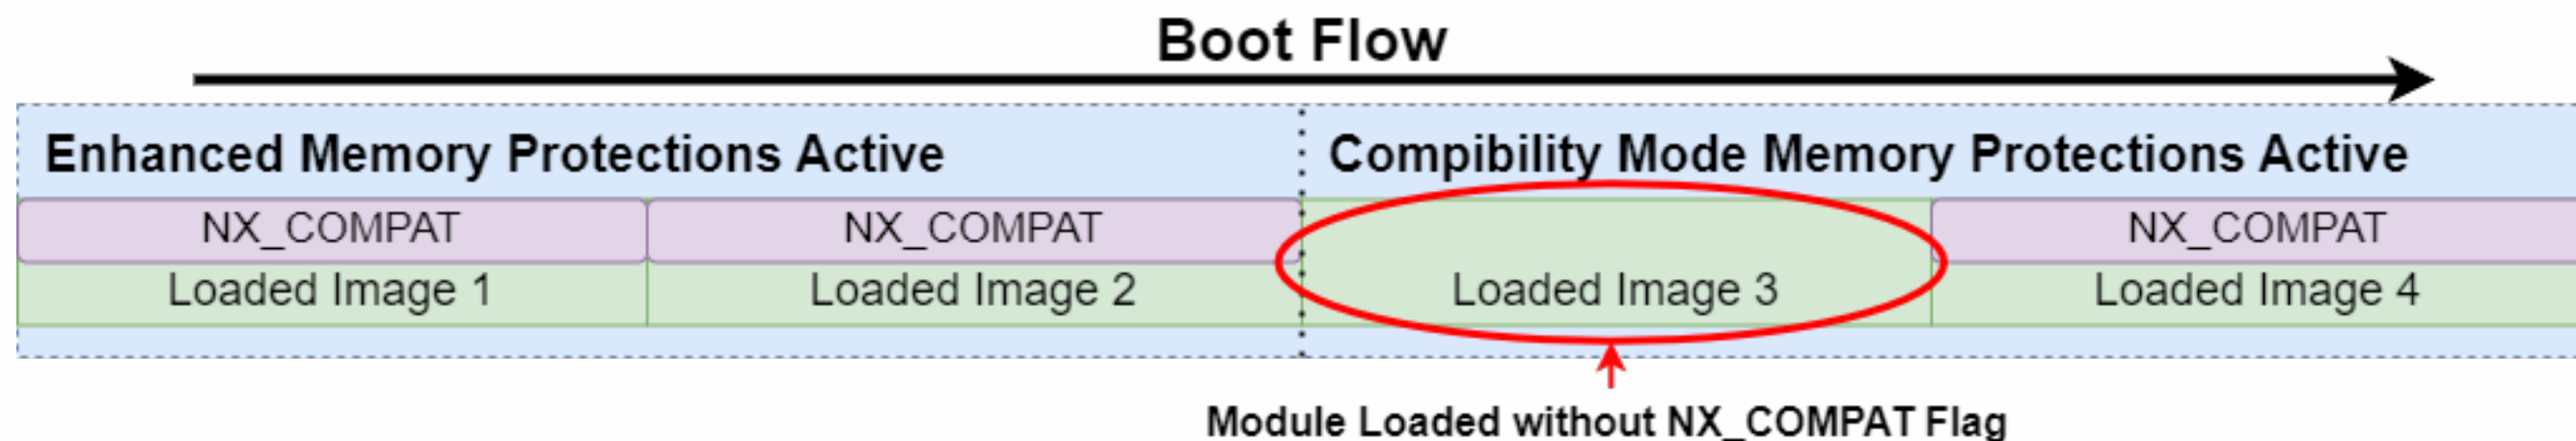 Boot Flow
Enhanced Memory Protections Active
Compibility Mode Memory Protections Active
NX_COMPAT
NX_COMPAT
NX_COMPAT
Loaded Image 1
Loaded Image 2
Loaded Image 3
Loaded Image 4
Module Loaded without NX_COMPAT Flag